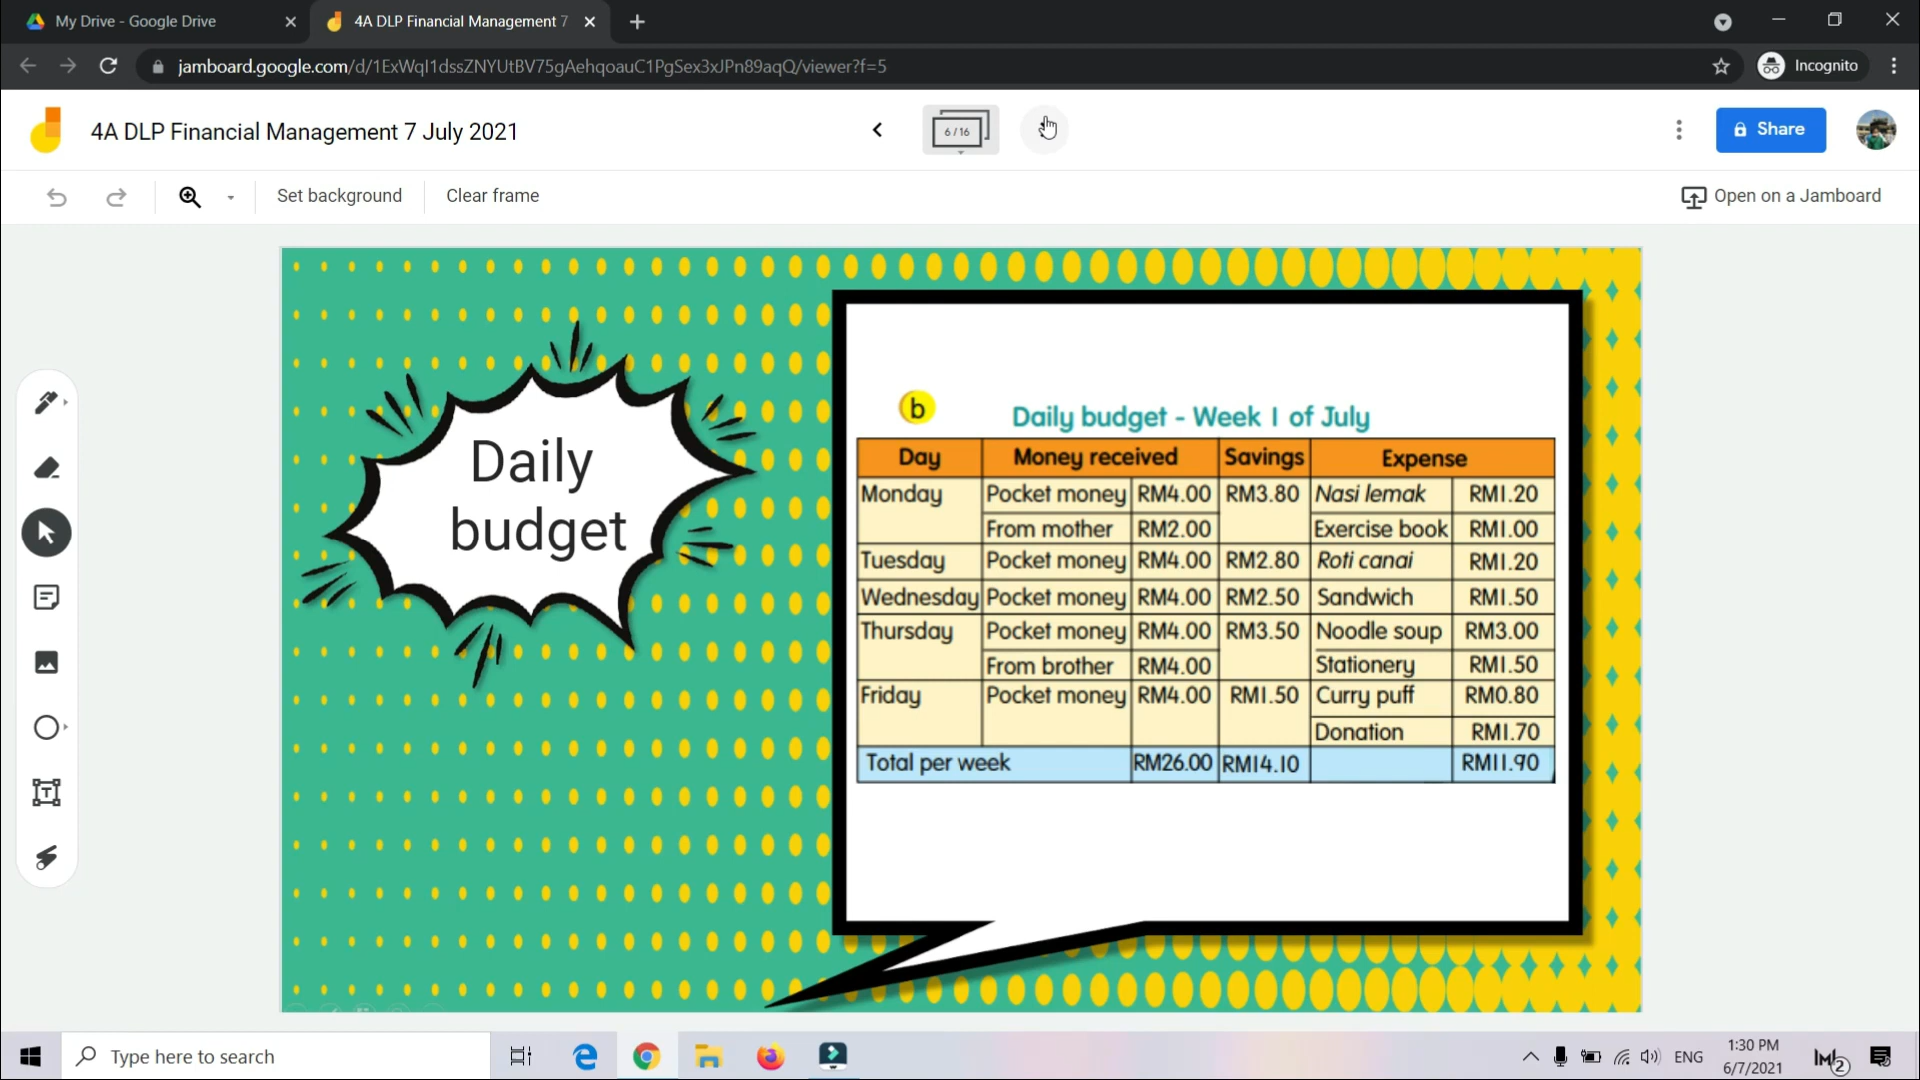 My Drive - Google Drive
4A DLP Financial Management 7
jamboard.google.com/d/1ExWqI1dssZNYUtBV75gAehqoauC1PgSex3xJPn89aqQ/viewer?f=5
Incognito
4A DLP Financial Management 7 July 2021
6 / 16
Share
Set background
Clear frame
Open on a Jamboard
Daily
budget
b
Daily budget - Week 1 of July
Day Money received Savings Expense
Monday Pocket money RM4.00 RM3.80 Nasi lemak RM1.20
From mother RM2.00 Exercise book RM1.00
Tuesday Pocket money RM4.00 RM2.80 Roti canai RM1.20
Wednesday Pocket money RM4.00 RM2.50 Sandwich RM1.50
Thursday Pocket money RM4.00 RM3.50 Noodle soup RM3.00
From brother RM4.00 Stationery RM1.50
Friday Pocket money RM4.00 RM1.50 Curry puff RM0.80
Donation RM1.70
Total per week RM26.00 RM14.10 RM11.90
Type here to search
ENG
1:30 PM
6/7/2021
2